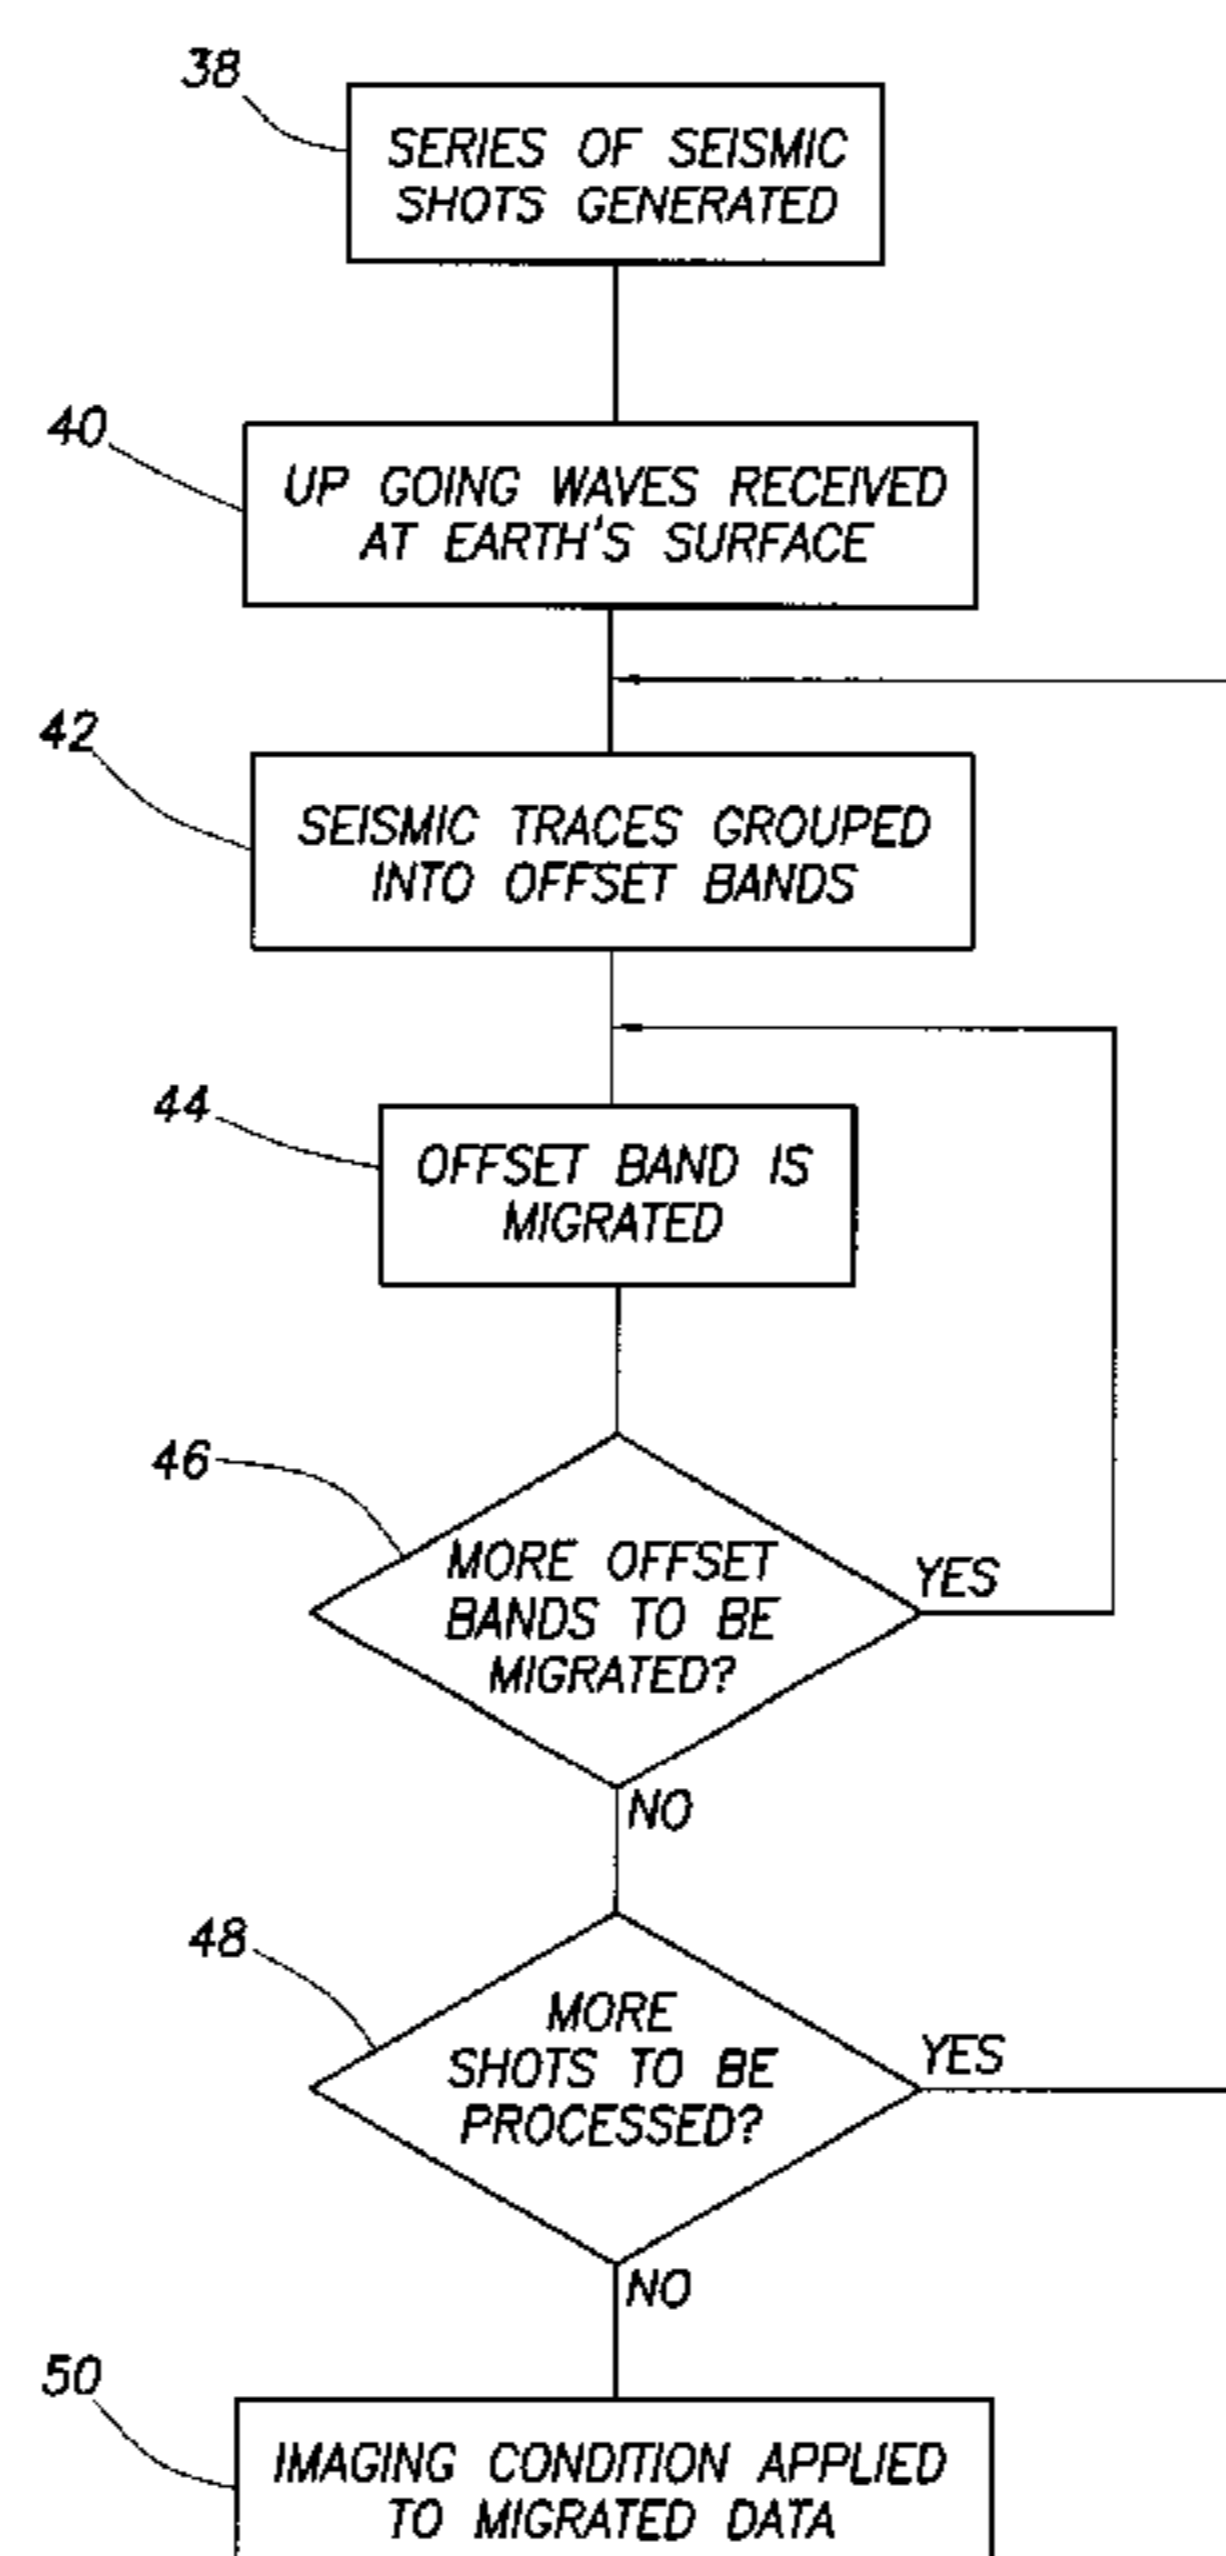 38
SERIES OF SEISMIC
SHOTS GENERATED
40
UP GOING WAVES RECEIVED
AT EARTH'S SURFACE
42
SEISMIC TRACES GROUPED
INTO OFFSET BANDS
44
OFFSET BAND IS
MIGRATED
46
MORE OFFSET
BANDS TO BE
MIGRATED?
YES
NO
48
MORE
SHOTS TO BE
PROCESSED?
YES
NO
50
IMAGING CONDITION APPLIED
TO MIGRATED DATA